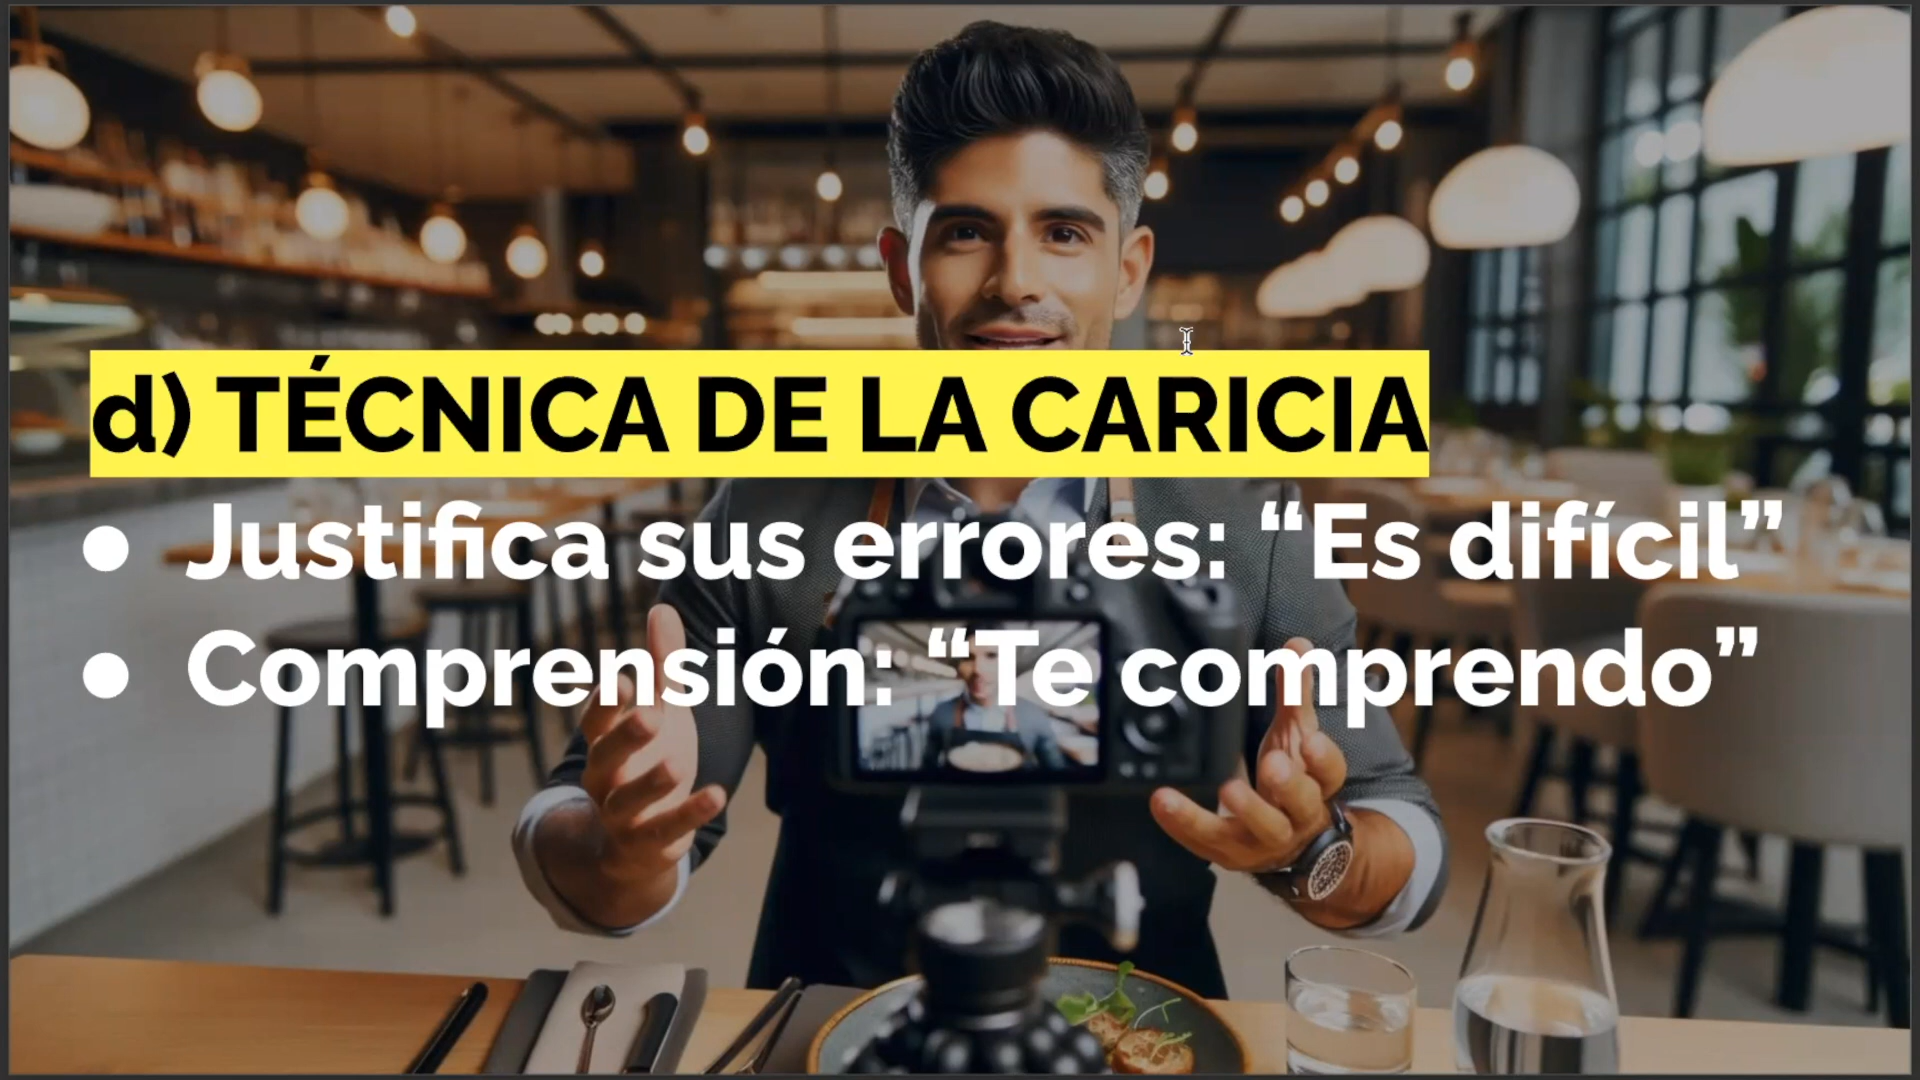 d) TÉCNICA DE LA CARICIA
● Justifica sus errores: “Es difícil”
● Comprensión: “Te comprendo”